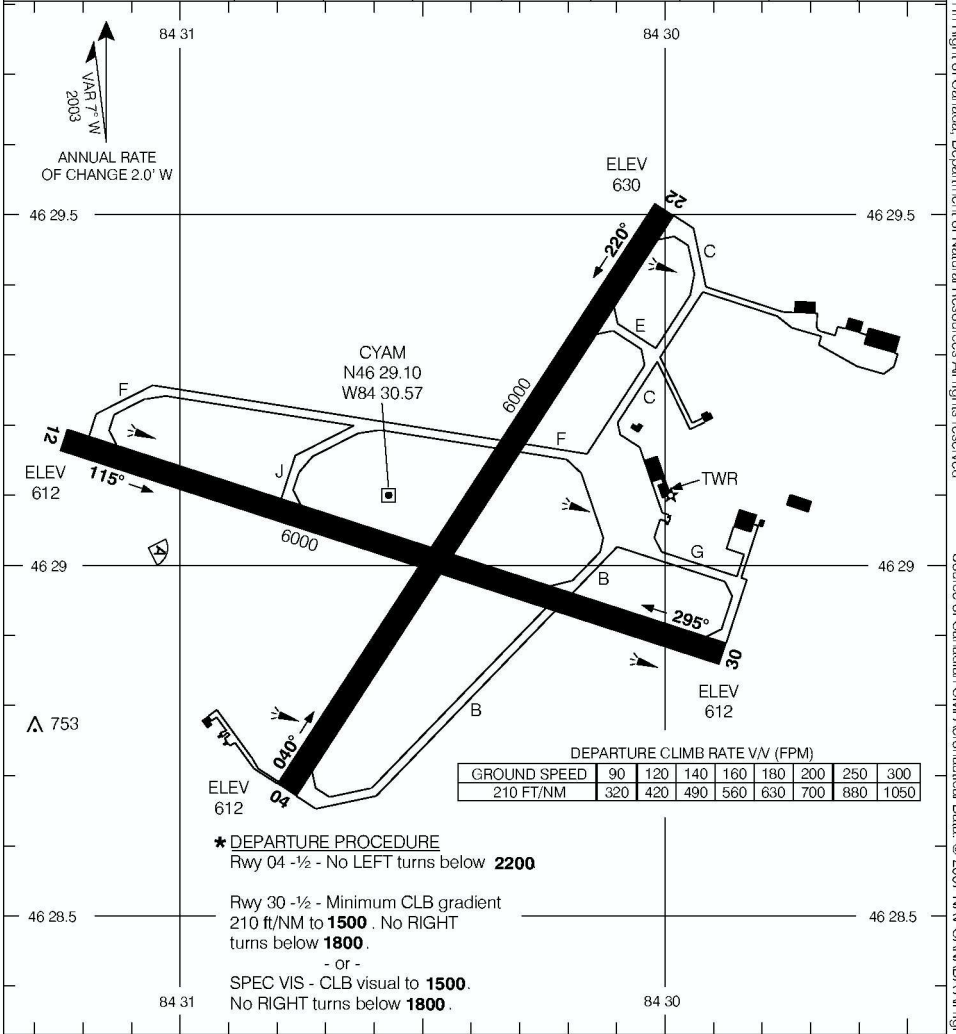 84 31
84 30
VAR 7° W
2003
ANNUAL RATE
OF CHANGE 2.0' W
ELEV
630
22
46 29.5
46 29.5
220°
C
E
CYAM
N46 29.10
W84 30.57
6000
F
C
12
F
ELEV
612
115°
J
TWR
6000
A
G
46 29
46 29
B
295°
30
ELEV
612
753
B
040°
ELEV
612
04
DEPARTURE CLIMB RATE V/V (FPM)
GROUND SPEED 90 120 140 160 180 200 250 300
210 FT/NM 320 420 490 560 630 700 880 1050
* DEPARTURE PROCEDURE
Rwy 04 -½ - No LEFT turns below 2200
Rwy 30 -½ - Minimum CLB gradient
46 28.5
46 28.5
210 ft/NM to 1500 . No RIGHT
turns below 1800 .
- or -
SPEC VIS - CLB visual to 1500.
No RIGHT turns below 1800 .
84 31
84 30